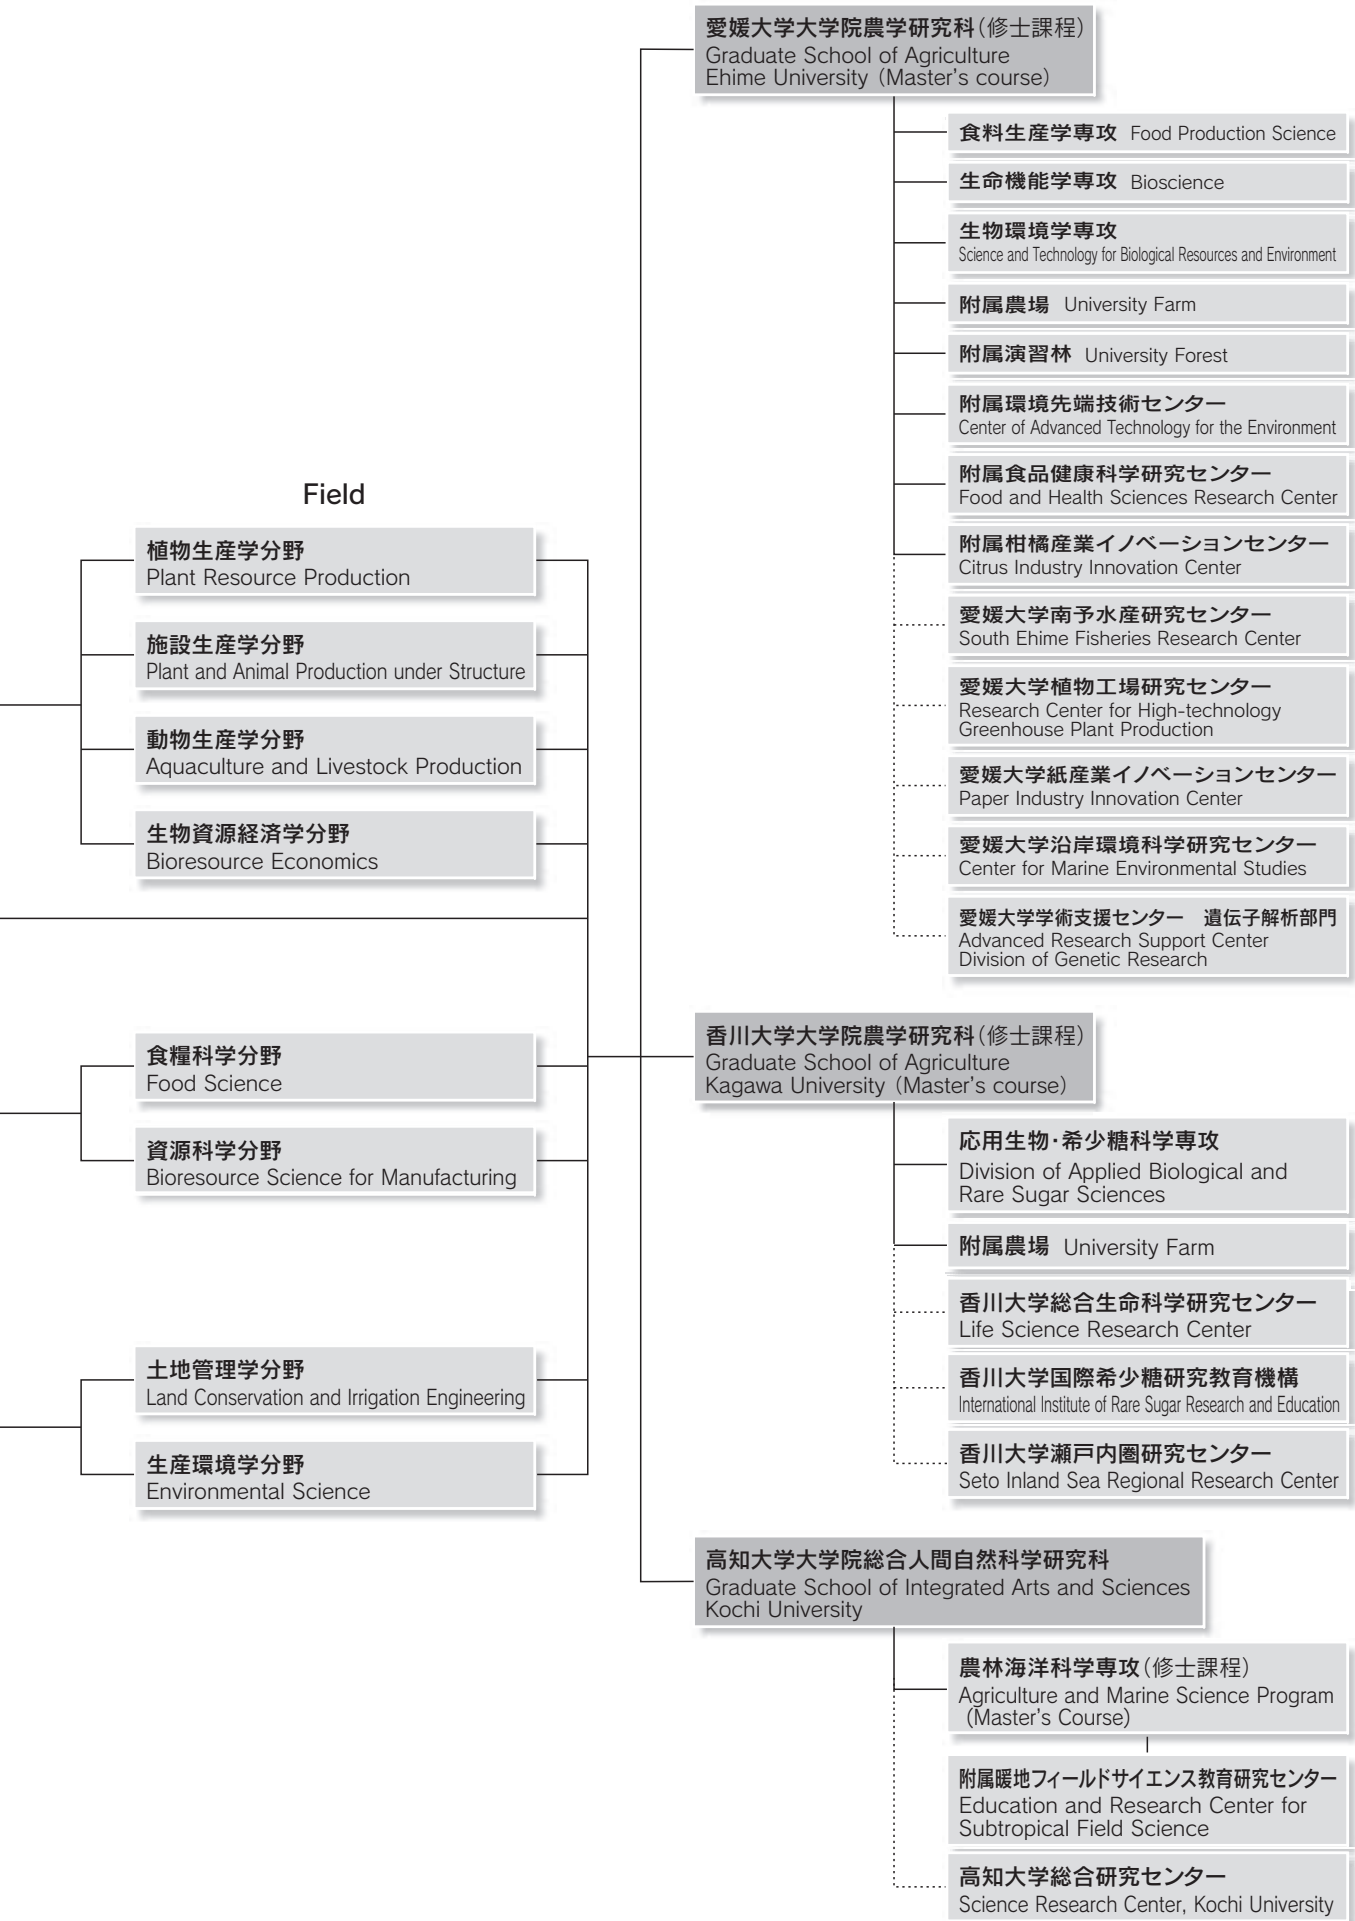 Field
植物生産学分野
Plant Resource Production
施設生産学分野
Plant and Animal Production under Structure
動物生産学分野
Aquaculture and Livestock Production
生物資源経済学分野
Bioresource Economics
食糧科学分野
Food Science
資源科学分野
Bioresource Science for Manufacturing
土地管理学分野
Land Conservation and Irrigation Engineering
生産環境学分野
Environmental Science
愛媛大学大学院農学研究科(修士課程)
Graduate School of Agriculture
Ehime University (Master's course)
食料生産学専攻 Food Production Science
生命機能学専攻 Bioscience
生物環境学専攻
Science and Technology for Biological Resources and Environment
附属農場 University Farm
附属演習林 University Forest
附属環境先端技術センター
Center of Advanced Technology for the Environment
附属食品健康科学研究センター
Food and Health Sciences Research Center
附属柑橘産業イノベーションセンター
Citrus Industry Innovation Center
愛媛大学南予水産研究センター
South Ehime Fisheries Research Center
愛媛大学植物工場研究センター
Research Center for High-technology
Greenhouse Plant Production
愛媛大学紙産業イノベーションセンター
Paper Industry Innovation Center
愛媛大学沿岸環境科学研究センター
Center for Marine Environmental Studies
愛媛大学学術支援センター 遺伝子解析部門
Advanced Research Support Center
Division of Genetic Research
香川大学大学院農学研究科(修士課程)
Graduate School of Agriculture
Kagawa University (Master's course)
応用生物・希少糖科学専攻
Division of Applied Biological and
Rare Sugar Sciences
附属農場 University Farm
香川大学総合生命科学研究センター
Life Science Research Center
香川大学国際希少糖研究教育機構
International Institute of Rare Sugar Research and Education
香川大学瀬戸内圏研究センター
Seto Inland Sea Regional Research Center
高知大学大学院総合人間自然科学研究科
Graduate School of Integrated Arts and Sciences
Kochi University
農林海洋科学専攻(修士課程)
Agriculture and Marine Science Program
(Master's Course)
附属暖地フィールドサイエンス教育研究センター
Education and Research Center for
Subtropical Field Science
高知大学総合研究センター
Science Research Center, Kochi University